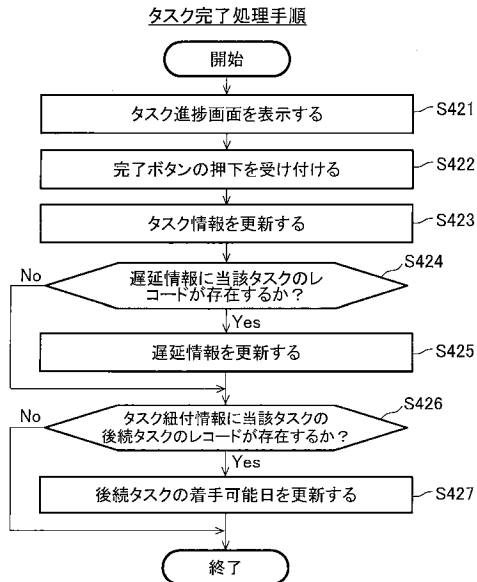 タスク完了処理手順
開始
タスク進捗画面を表示する
S421
完了ボタンの押下を受け付ける
S422
タスク情報を更新する
S423
S424
No
遅延情報に当該タスクのレ
コードが存在するか？
Yes
遅延情報を更新する
S425
S426
No
タスク紐付情報に当該タスクの
後続タスクのレコードが存在するか？
Yes
後続タスクの着手可能日を更新する
S427
終了